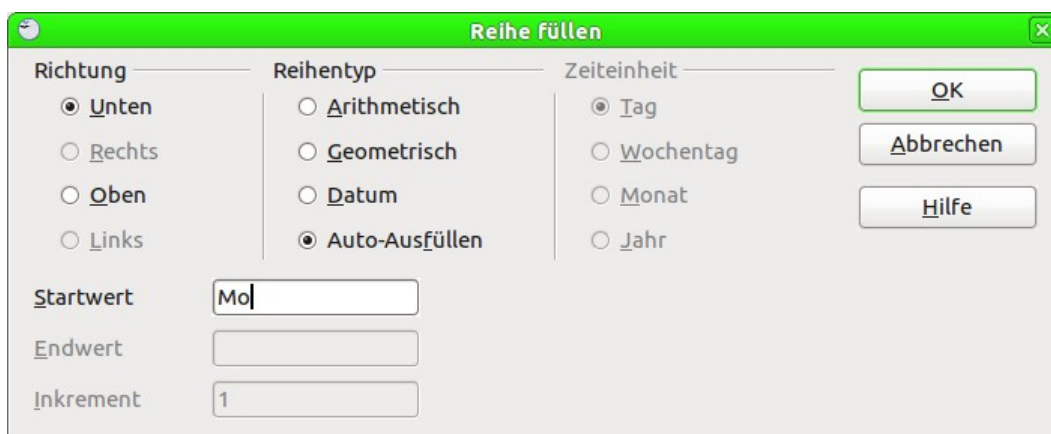 Reihe füllen
Richtung
Unten
Rechts
Oben
Links
Reihentyp
Arithmetisch
Geometrisch
Datum
Auto-Ausfüllen
Zeiteinheit
Tag
Wochentag
Monat
Jahr
OK
Abbrechen
Hilfe
Startwert Mo
Endwert
Inkrement 1